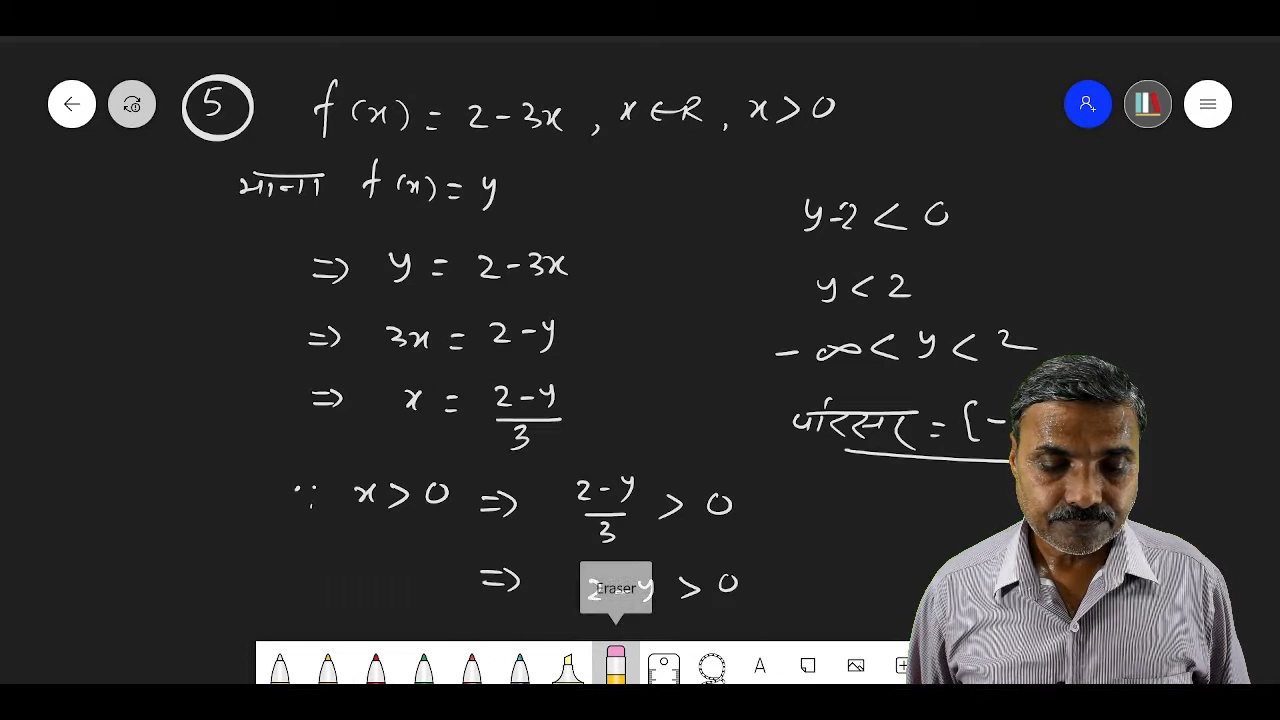 5 f(x) = 2-3x, x ∈ R, x > 0
माना f(x) = y
⇒ y = 2-3x
⇒ 3x = 2-y
⇒ x = 2-y/3
∵ x > 0 ⇒ 2-y/3 > 0
⇒ 2-y > 0
Eraser
y-2 < 0
y < 2
-∞ < y < 2
परिसर = [-
A